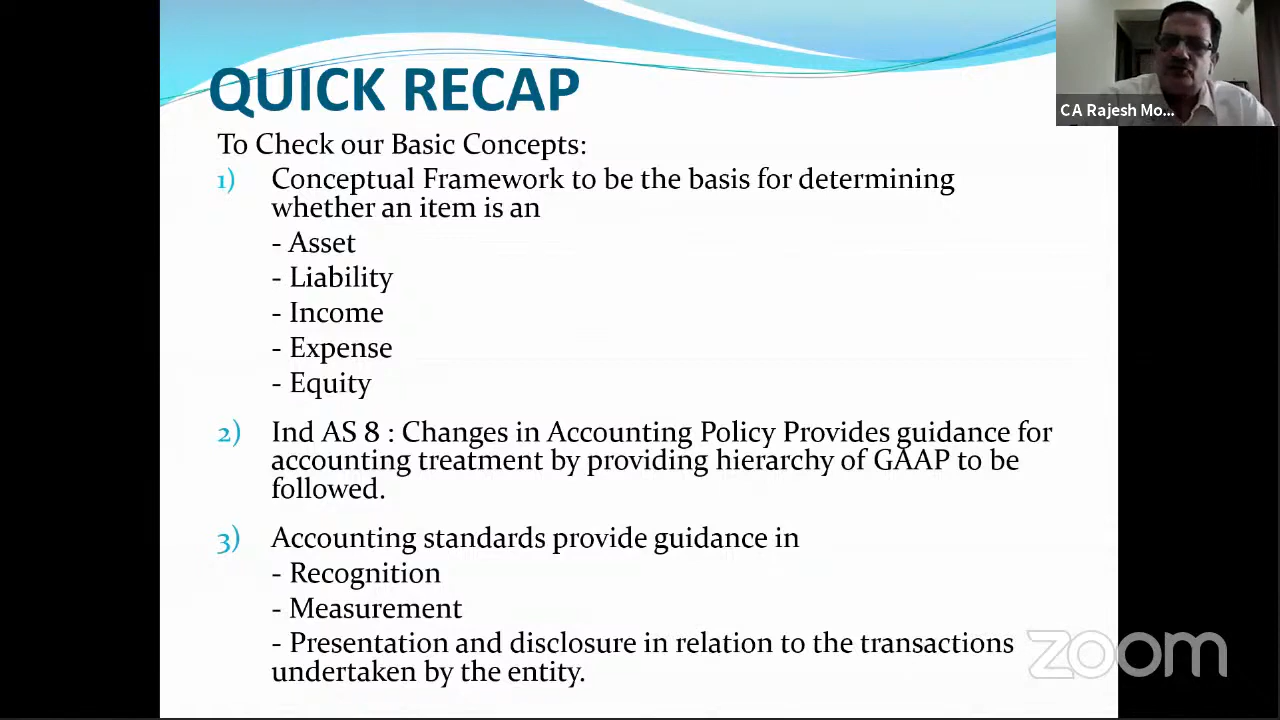 QUICK RECAP
C A Rajesh Mo...
To Check our Basic Concepts:
1) Conceptual Framework to be the basis for determining
whether an item is an
- Asset
- Liability
- Income
- Expense
- Equity
2) Ind AS 8 : Changes in Accounting Policy Provides guidance for
accounting treatment by providing hierarchy of GAAP to be
followed.
3) Accounting standards provide guidance in
- Recognition
- Measurement
- Presentation and disclosure in relation to the transactions
undertaken by the entity.
zoom